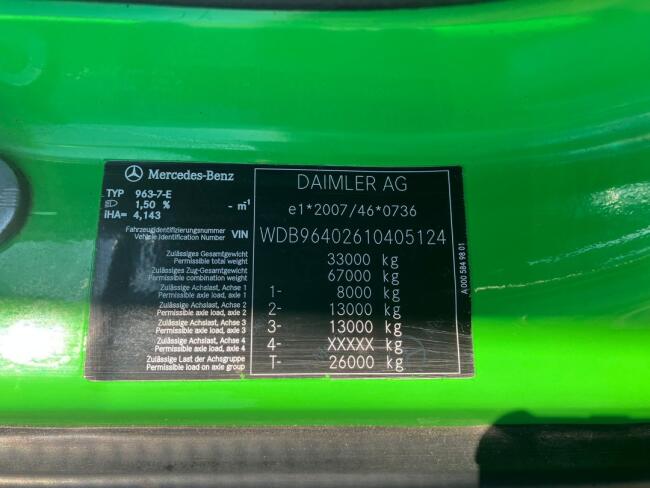 Mercedes-Benz
TYP 963-7-E
1,50 % - m⁻¹
iHA= 4,143
DAIMLER AG
e1*2007/46*0736
Fahrzeugidentifizierungsnummer
Vehicle Identification Number VIN WDB96402610405124
Zulässiges Gesamtgewicht
Permissible total weight 33000 kg
Zulässiges Zug-Gesamtgewicht
Permissible combination weight 67000 kg
Zulässige Achslast, Achse 1
Permissible axle load, axle 1 1- 8000 kg
Zulässige Achslast, Achse 2
Permissible axle load, axle 2 2- 13000 kg
Zulässige Achslast, Achse 3
Permissible axle load, axle 3 3- 13000 kg
Zulässige Achslast, Achse 4
Permissible axle load, axle 4 4- XXXXX kg
Zulässige Last der Achsgruppe
Permissible load on axle group T- 26000 kg
A 000 584 98 01